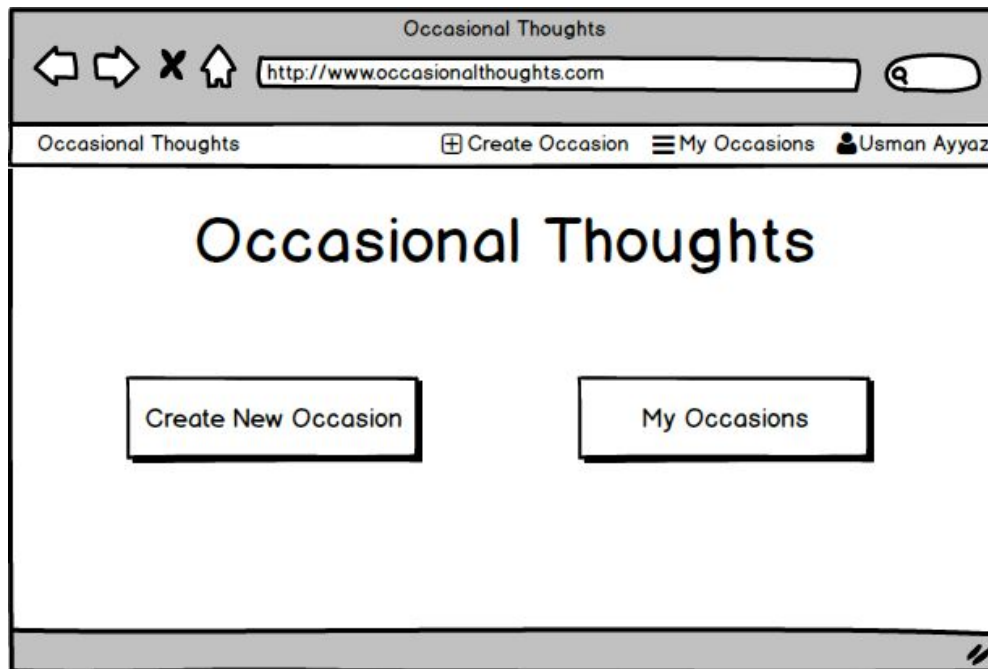 Occasional Thoughts
http://www.occasionalthoughts.com
Occasional Thoughts Create Occasion My Occasions Usman Ayyaz
Occasional Thoughts
Create New Occasion My Occasions